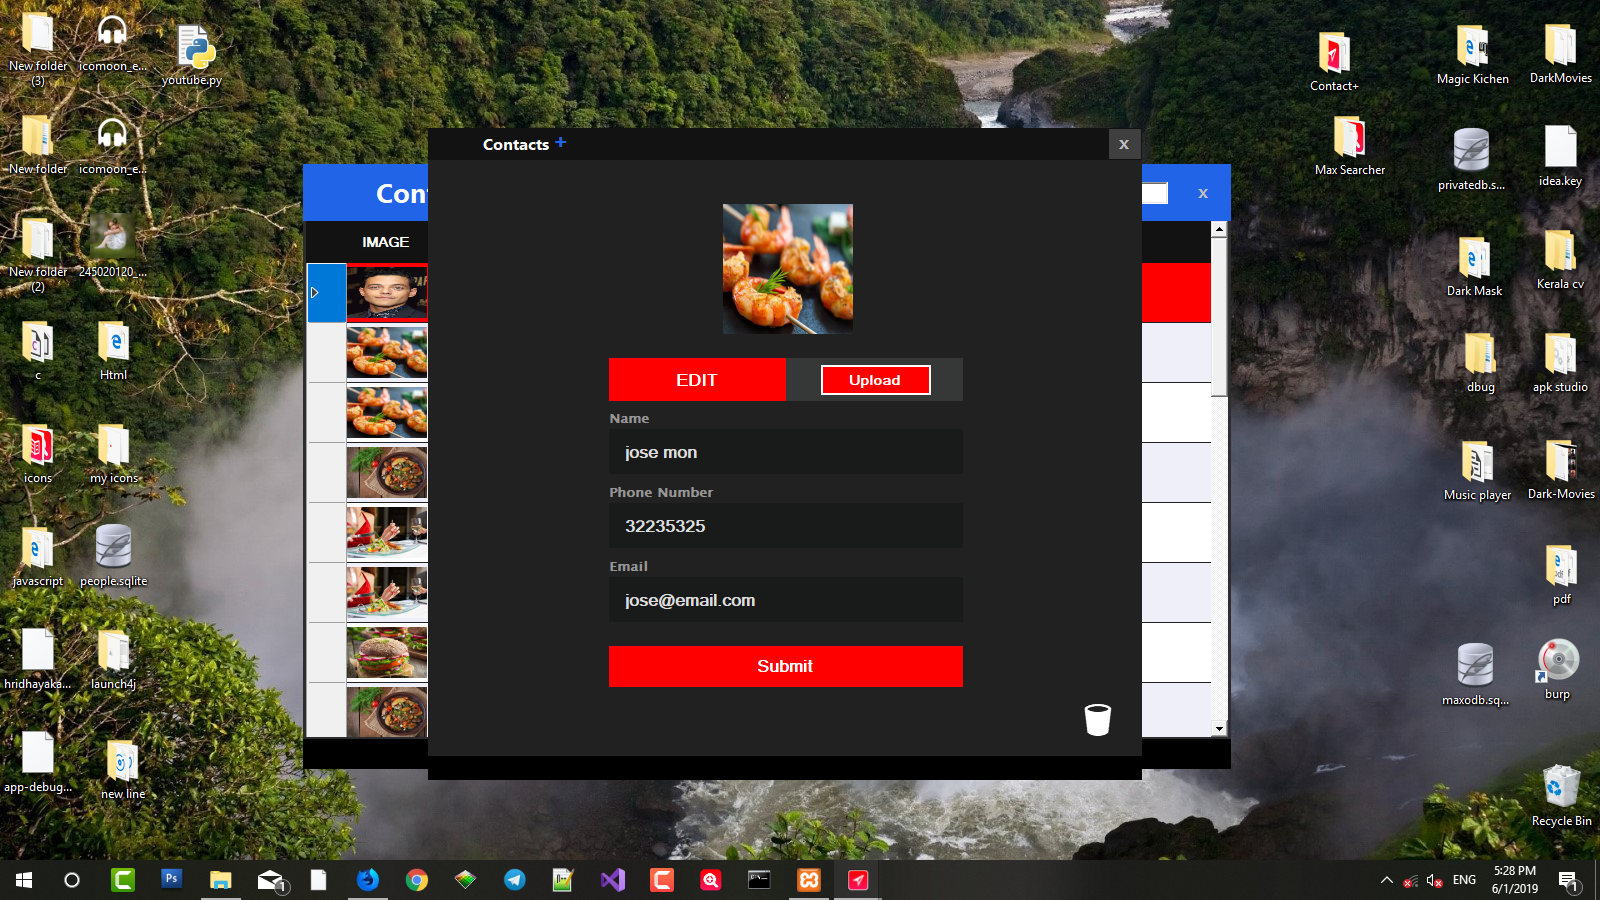 New folder
(3)
icomoon_e...
youtube.py
New folder
icomoon_e...
New folder
(2)
245020120_...
c
Html
icons
my icons
javascript
people.sqlite
hridhayaka...
launch4j
app-debug...
new line
Contacts +
x
Con
x
IMAGE
EDIT
Upload
Name
jose mon
Phone Number
32235325
Email
jose@email.com
Submit
Contact+
Magic Kichen
DarkMovies
Max Searcher
privatedb.s...
idea.key
Dark Mask
Kerala cv
dbug
apk studio
Music player
Dark-Movies
pdf
maxodb.sq...
burp
Recycle Bin
Ps
1
ENG
5:28 PM
6/1/2019
1